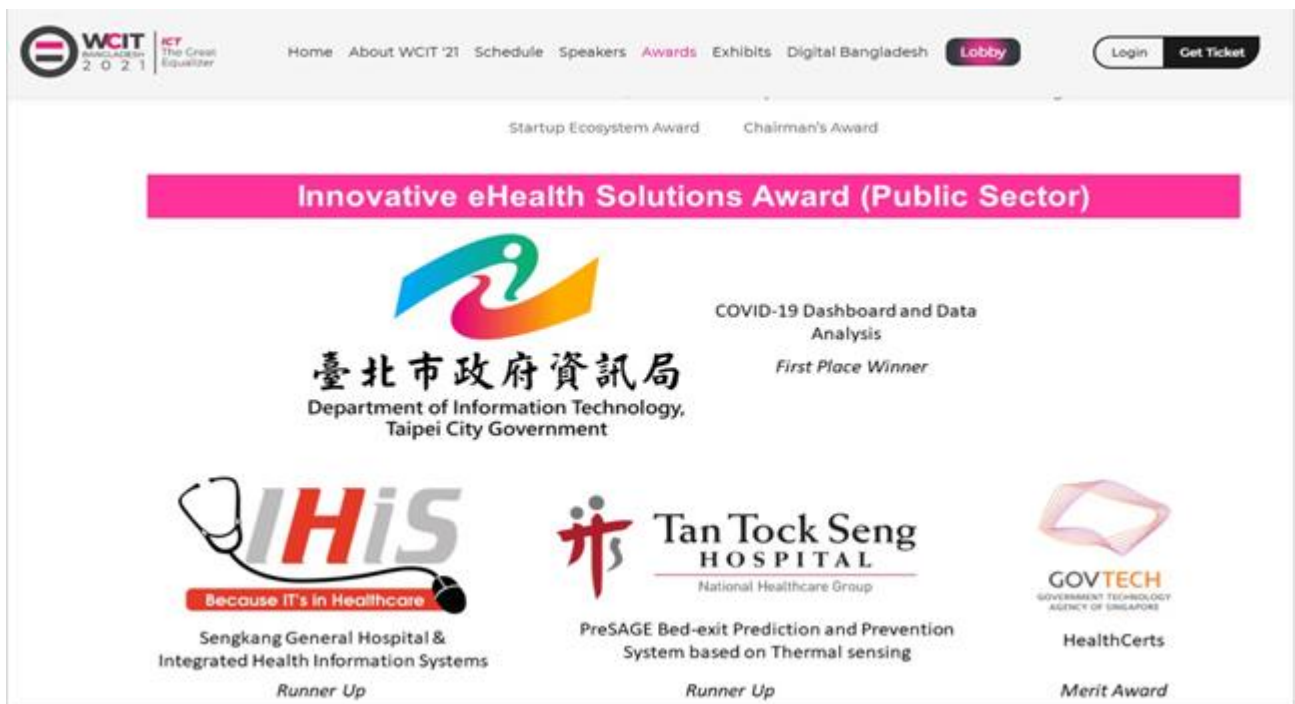 WCIT
BANGLADESH
2 0 2 1
ICT
The Great
Equalizer
Home About WCIT '21 Schedule Speakers Awards Exhibits Digital Bangladesh Lobby Login Get Ticket
Startup Ecosystem Award Chairman's Award
Innovative eHealth Solutions Award (Public Sector)
臺北市政府資訊局
Department of Information Technology,
Taipei City Government
COVID-19 Dashboard and Data
Analysis
First Place Winner
IHiS
Because IT's in Healthcare
Sengkang General Hospital &
Integrated Health Information Systems
Runner Up
Tan Tock Seng
HOSPITAL
National Healthcare Group
PreSAGE Bed-exit Prediction and Prevention
System based on Thermal sensing
Runner Up
GOVTECH
GOVERNMENT TECHNOLOGY
AGENCY OF SINGAPORE
HealthCerts
Merit Award